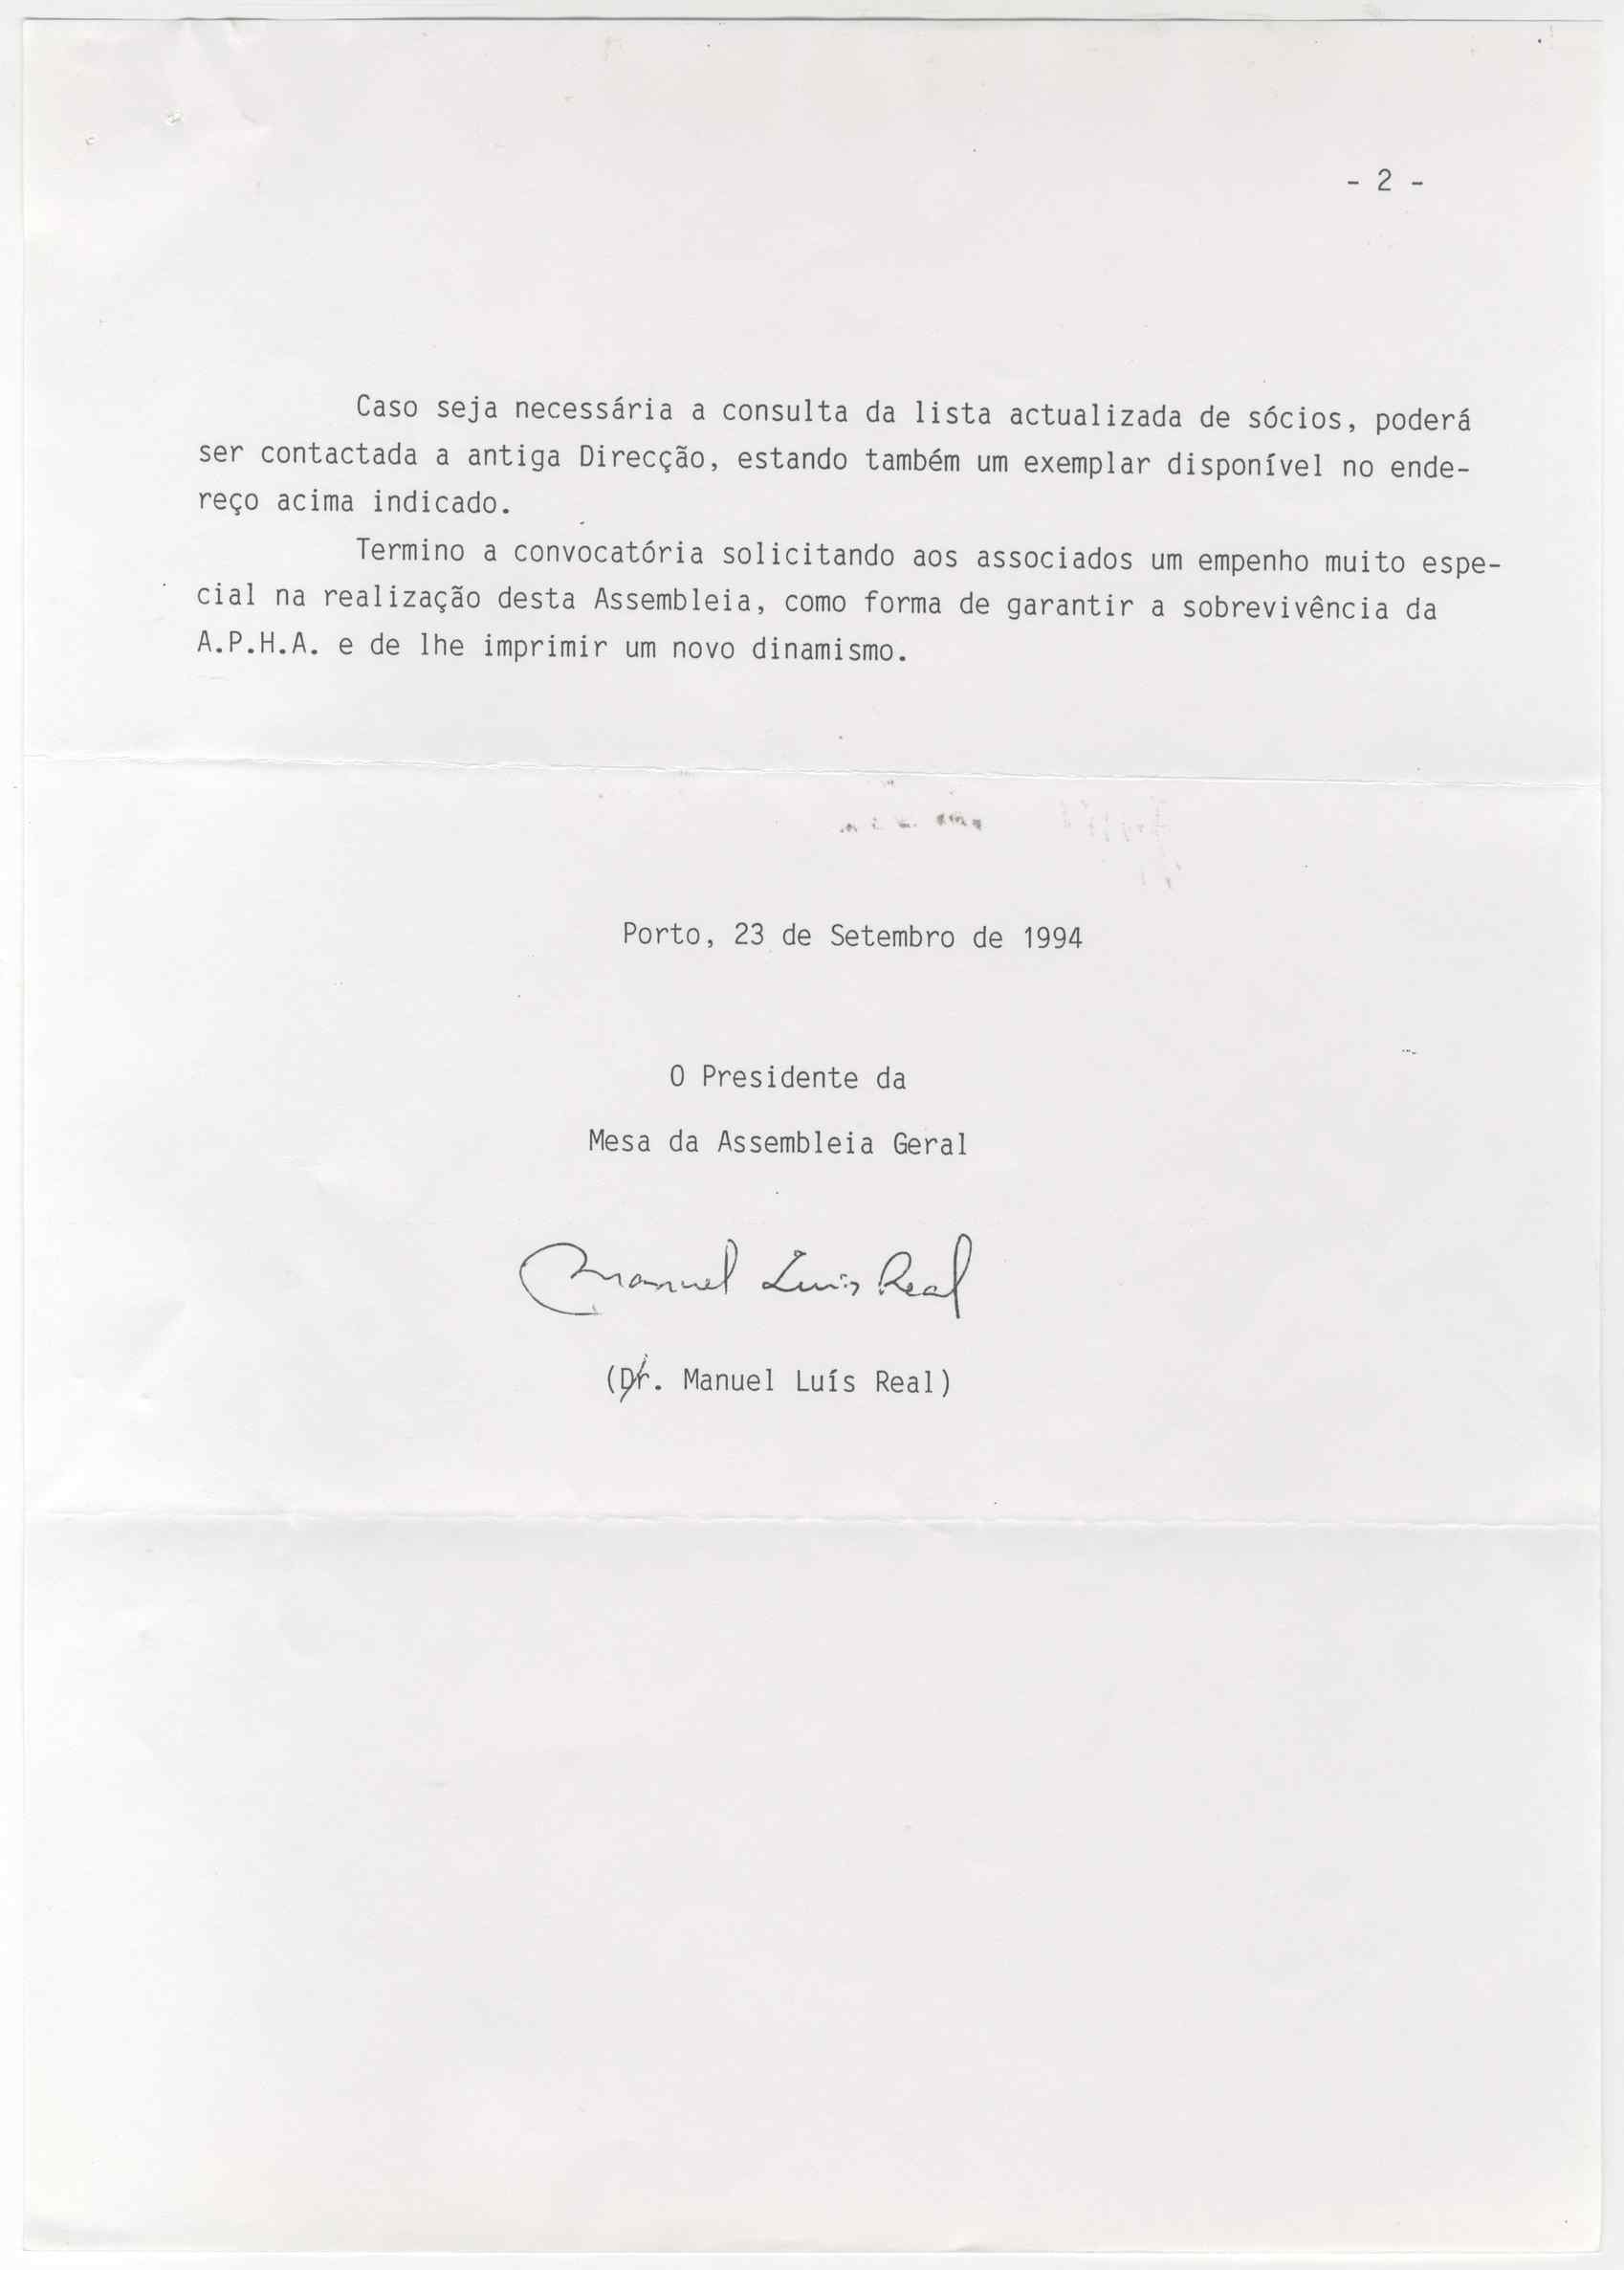 - 2 -
Caso seja necessária a consulta da lista actualizada de sócios, poderá
ser contactada a antiga Direcção, estando também um exemplar disponível no ende-
reço acima indicado.
Termino a convocatória solicitando aos associados um empenho muito espe-
cial na realização desta Assembleia, como forma de garantir a sobrevivência da
A.P.H.A. e de lhe imprimir um novo dinamismo.
Porto, 23 de Setembro de 1994
O Presidente da
Mesa da Assembleia Geral
Manuel Luis Real
(Dr. Manuel Luís Real)